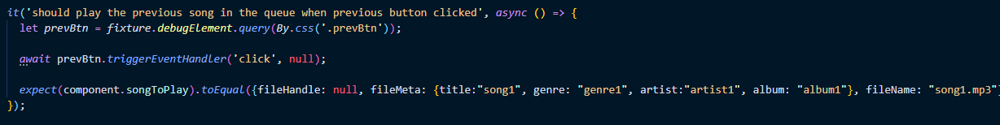 it('should play the previous song in the queue when previous button clicked', async () => {
let prevBtn = fixture.debugElement.query(By.css('.prevBtn'));
await prevBtn.triggerEventHandler('click', null);
expect(component.songToPlay).toEqual({fileHandle: null, fileMeta: {title:"song1", genre: "genre1", artist:"artist1", album: "album1"}, fileName: "song1.mp3"}
});